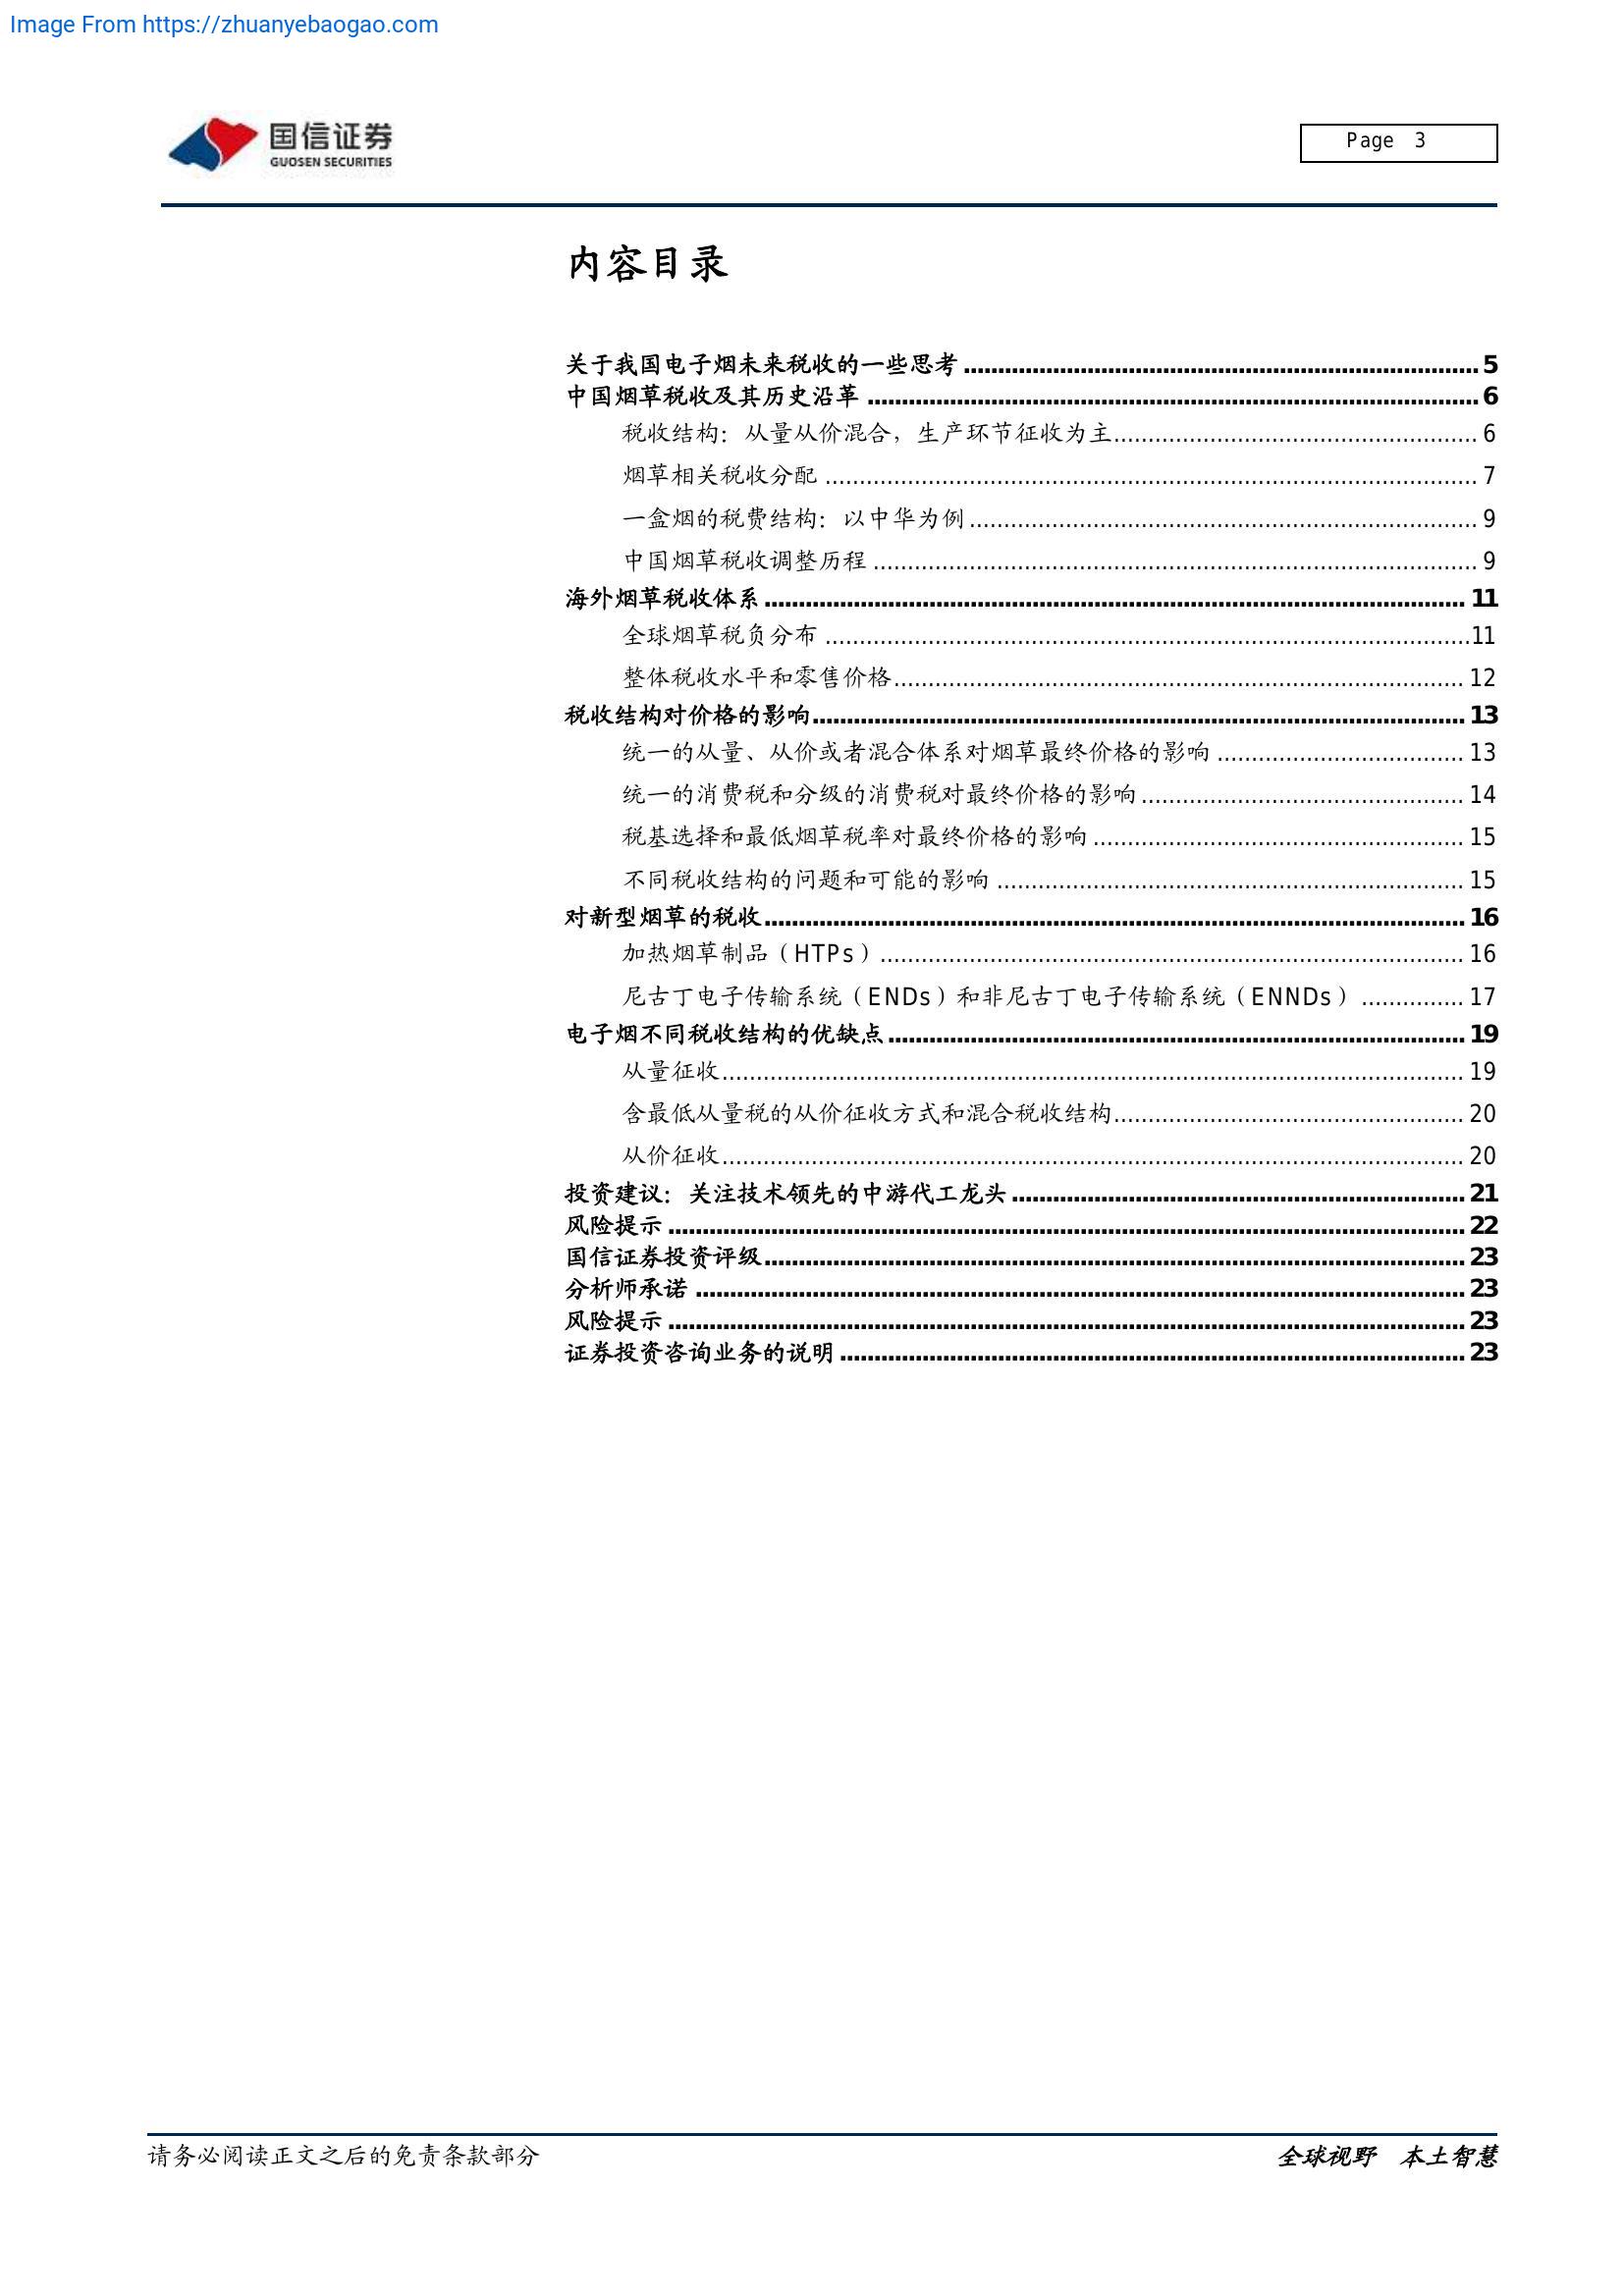 Image From https://zhuanyebaogao.com
国信证券
GUOSEN SECURITIES
Page 3
内容目录
关于我国电子烟未来税收的一些思考 5
中国烟草税收及其历史沿革 6
税收结构：从量从价混合，生产环节征收为主 6
烟草相关税收分配 7
一盒烟的税费结构：以中华为例 9
中国烟草税收调整历程 9
海外烟草税收体系 11
全球烟草税负分布 11
整体税收水平和零售价格 12
税收结构对价格的影响 13
统一的从量、从价或者混合体系对烟草最终价格的影响 13
统一的消费税和分级的消费税对最终价格的影响 14
税基选择和最低烟草税率对最终价格的影响 15
不同税收结构的问题和可能的影响 15
对新型烟草的税收 16
加热烟草制品（HTPs） 16
尼古丁电子传输系统（ENDs）和非尼古丁电子传输系统（ENNDs） 17
电子烟不同税收结构的优缺点 19
从量征收 19
含最低从量税的从价征收方式和混合税收结构 20
从价征收 20
投资建议：关注技术领先的中游代工龙头 21
风险提示 22
国信证券投资评级 23
分析师承诺 23
风险提示 23
证券投资咨询业务的说明 23
请务必阅读正文之后的免责条款部分
全球视野 本土智慧